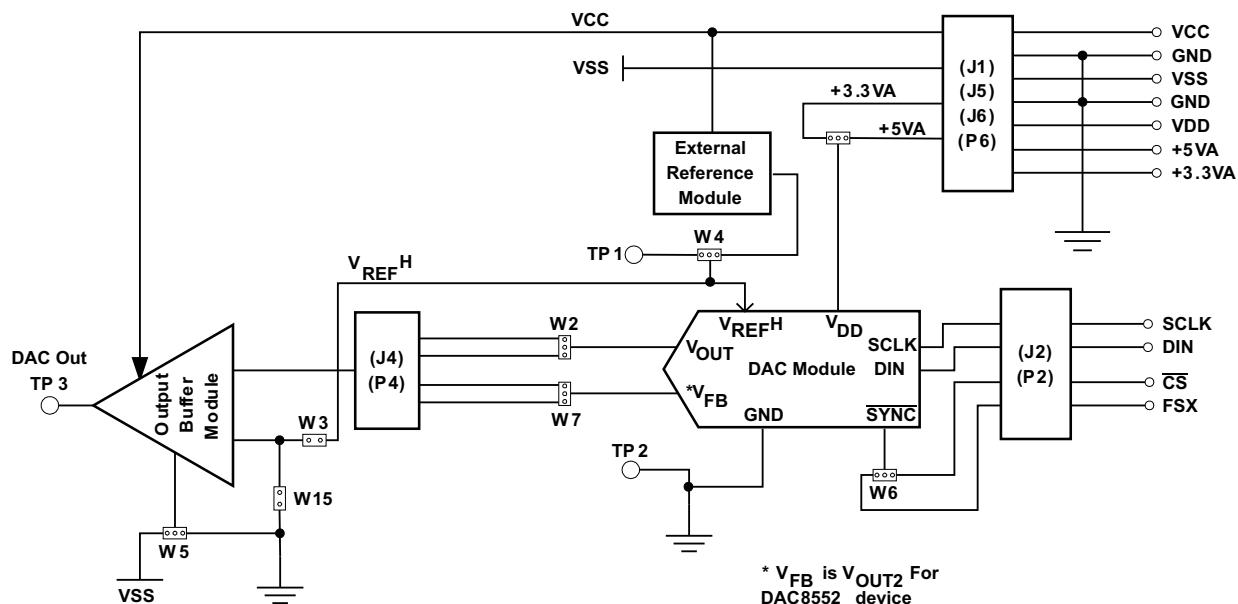 VCC
VCC
GND
VSS
(J1)
VSS
+3.3VA
(J5)
GND
(J6)
VDD
+5VA
(P6)
External
Reference
Module
+5VA
+3.3VA
W4
TP1
VREFH
VREFH
VDD
W2
SCLK
SCLK
VOUT
DAC Out
TP 3
(J4)
(P4)
DAC Module
DIN
(J2)
(P2)
DIN
*VFB
CS
Output
Buffer
Module
W3
W7
GND
SYNC
FSX
TP2
W6
W15
W5
VSS
* VFB is VOUT2 For
DAC8552 device